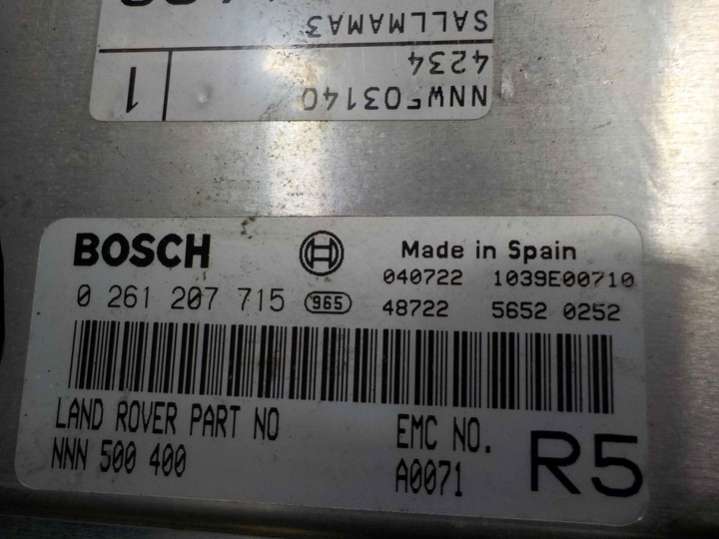 SALLMAMA3
4234
NNWF03140
1
BOSCH
Made in Spain
040722 1039E00710
0 261 207 715 965 48722 5652 0252
LAND ROVER PART NO
NNN 500 400
EMC NO.
A0071
R5